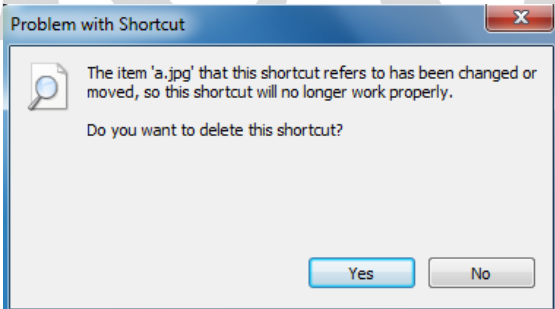 Problem with Shortcut
The item 'a.jpg' that this shortcut refers to has been changed or
moved, so this shortcut will no longer work properly.
Do you want to delete this shortcut?
Yes
No